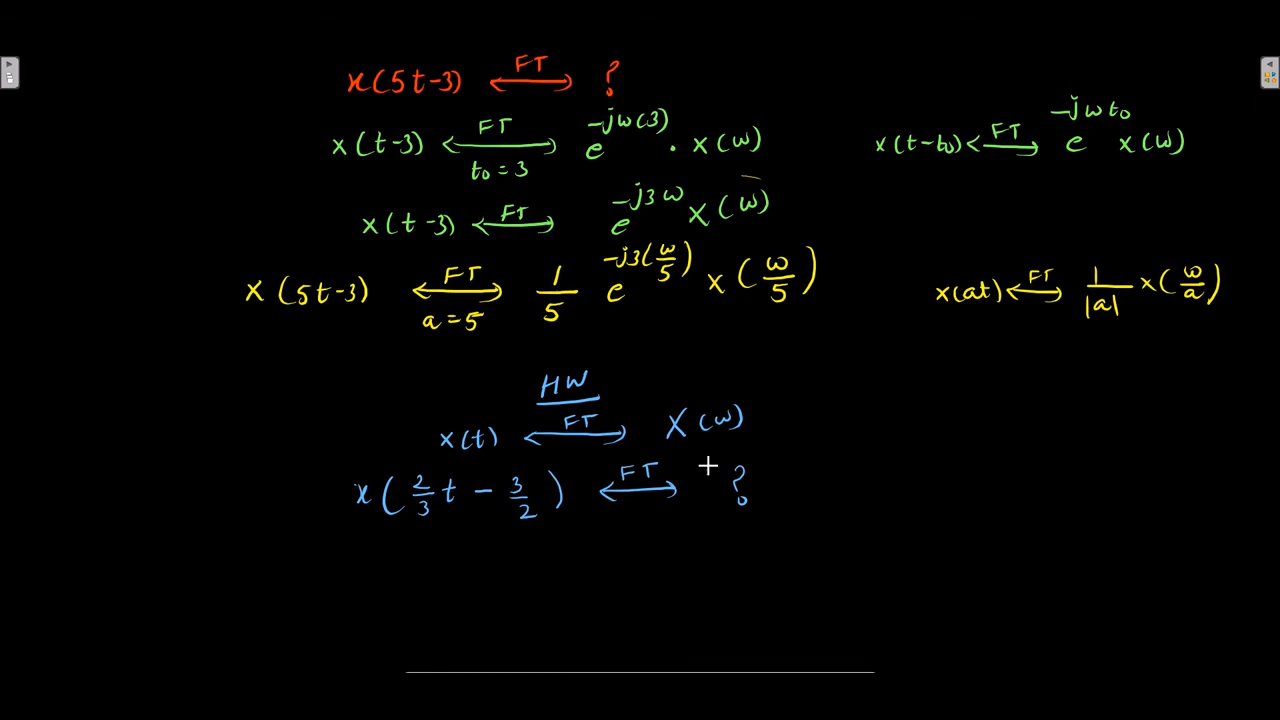 x(5t-3) ⟷ FT ?
x(t-3) ⟷ FT t₀ = 3 e^{-jω(3)} . X(ω)
x(t-t₀) ⟷ FT e^{-jωt₀} X(ω)
x(t-3) ⟷ FT e^{-j3ω} X(ω)
x(5t-3) ⟷ FT a = 5 1/5 e^{-j3(ω/5)} X(ω/5)
x(at) ⟷ FT 1/|a| X(ω/a)
HW
x(t) ⟷ FT X(ω)
x(2/3 t - 3/2) ⟷ FT ?